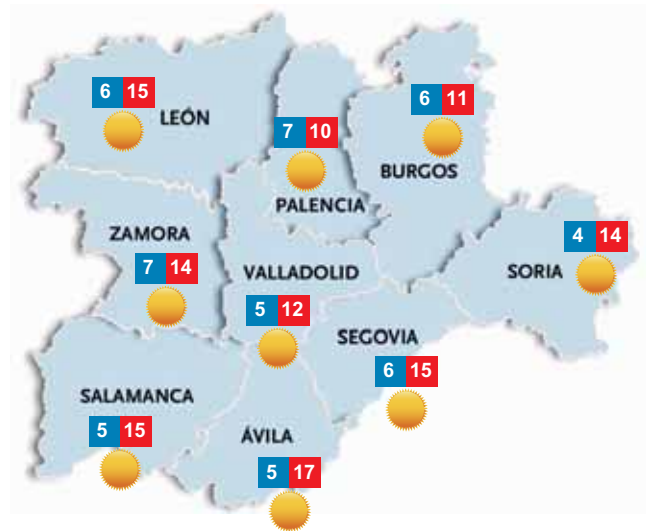 6 15
LEÓN
6 11
BURGOS
7 10
PALENCIA
ZAMORA
7 14
4 14
SORIA
VALLADOLID
5 12
SEGOVIA
6 15
SALAMANCA
5 15
ÁVILA
5 17